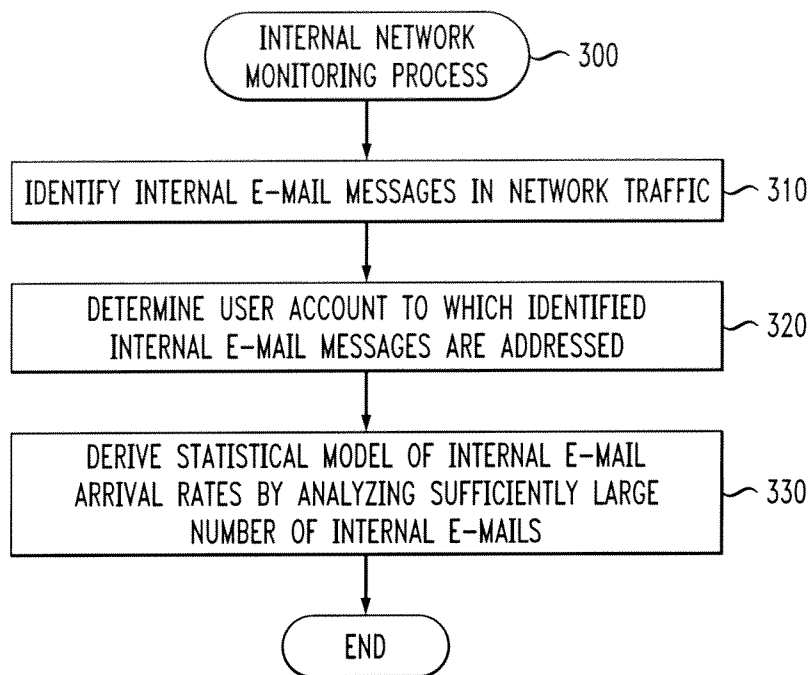 INTERNAL NETWORK
MONITORING PROCESS
300
IDENTIFY INTERNAL E-MAIL MESSAGES IN NETWORK TRAFFIC
310
DETERMINE USER ACCOUNT TO WHICH IDENTIFIED
INTERNAL E-MAIL MESSAGES ARE ADDRESSED
320
DERIVE STATISTICAL MODEL OF INTERNAL E-MAIL
ARRIVAL RATES BY ANALYZING SUFFICIENTLY LARGE
NUMBER OF INTERNAL E-MAILS
330
END